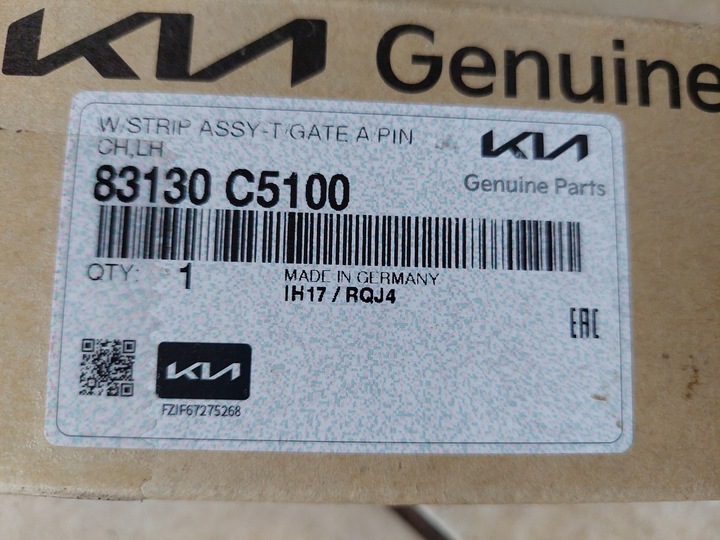 KIA Genuine
W/STRIP ASSY-T/GATE A/PIN
CH,LH
83130 C5100
KIA
Genuine Parts
QTY: 1
MADE IN GERMANY
IH17 / RQJ4
EAC
KIA
FZJF67275268